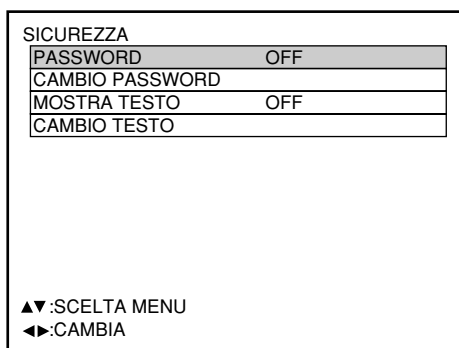 SICUREZZA
PASSWORD OFF
CAMBIO PASSWORD
MOSTRA TESTO OFF
CAMBIO TESTO
▲▼:SCELTA MENU
◄►:CAMBIA